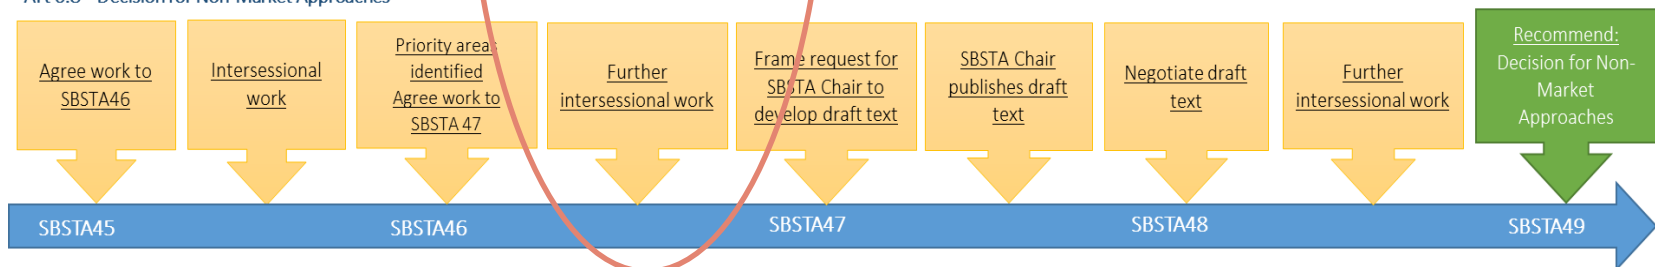 Agree work to
SBSTA46
Intersessional
work
Priority areas
identified
Agree work to
SBSTA 47
Further
intersessional work
Frame request for
SBSTA Chair to
develop draft text
SBSTA Chair
publishes draft
text
Negotiate draft
text
Further
intersessional work
Recommend:
Decision for Non-
Market
Approaches
SBSTA45
SBSTA46
SBSTA47
SBSTA48
SBSTA49